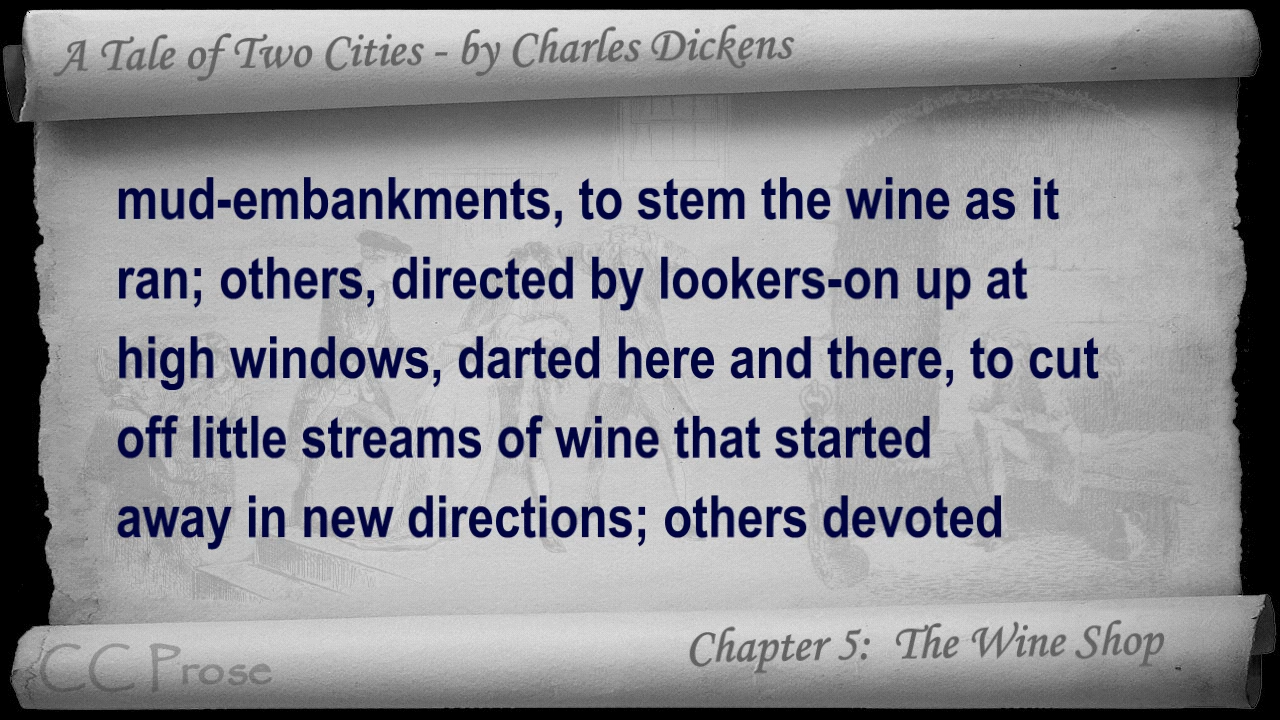 A Tale of Two Cities - by Charles Dickens
mud-embankments, to stem the wine as it
ran; others, directed by lookers-on up at
high windows, darted here and there, to cut
off little streams of wine that started
away in new directions; others devoted
Chapter 5: The Wine Shop
CC Prose